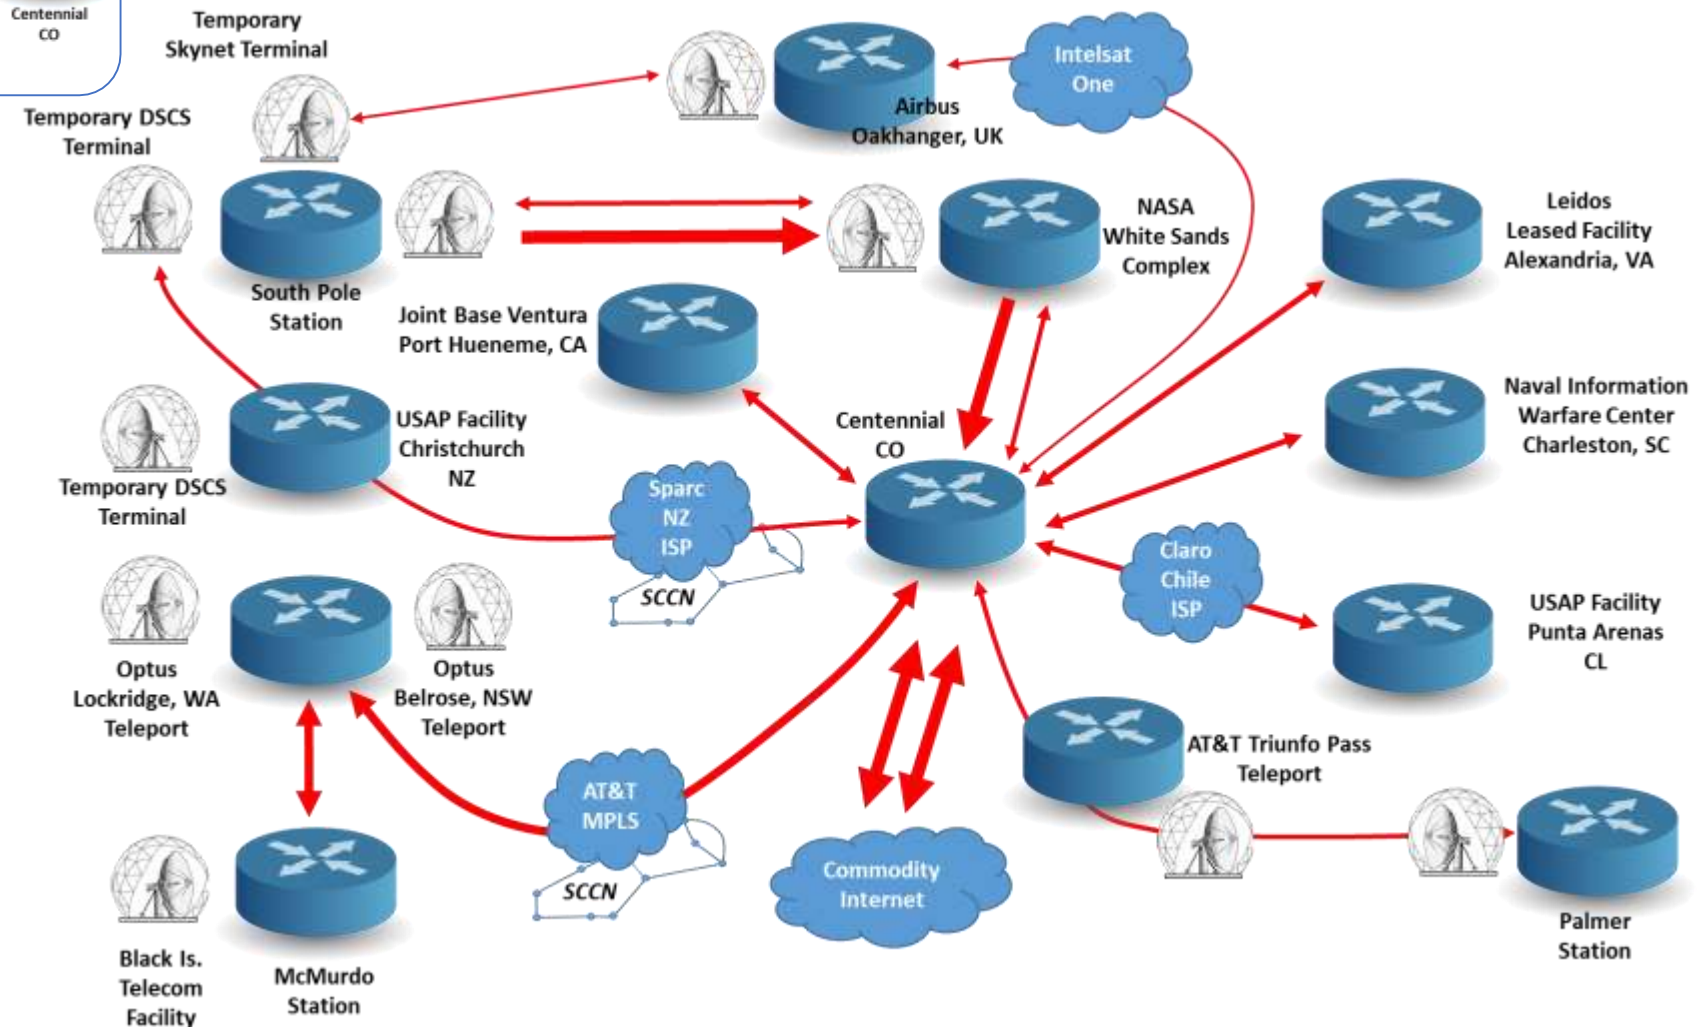 Centennial
CO
Temporary
Skynet Terminal
Intelsat
One
Airbus
Oakhanger, UK
Temporary DSCS
Terminal
NASA
White Sands
Complex
Leidos
Leased Facility
Alexandria, VA
South Pole
Station
Joint Base Ventura
Port Hueneme, CA
Naval Information
Warfare Center
Charleston, SC
USAP Facility
Christchurch
NZ
Centennial
CO
Temporary DSCS
Terminal
Sparc
NZ
ISP
SCCN
Claro
Chile
ISP
USAP Facility
Punta Arenas
CL
Optus
Lockridge, WA
Teleport
Optus
Belrose, NSW
Teleport
AT&T Triunfo Pass
Teleport
AT&T
MPLS
SCCN
Commodity
Internet
Palmer
Station
Black Is.
Telecom
Facility
McMurdo
Station